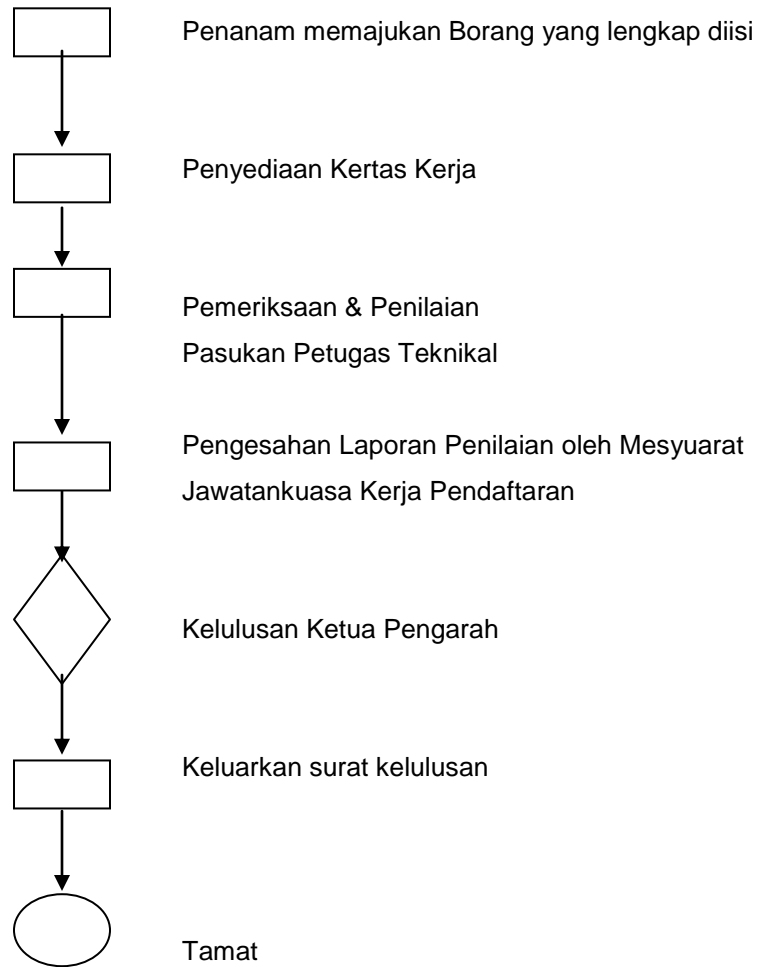 Penanam memajukan Borang yang lengkap diisi
Penyediaan Kertas Kerja
Pemeriksaan & Penilaian
Pasukan Petugas Teknikal
Pengesahan Laporan Penilaian oleh Mesyuarat
Jawatankuasa Kerja Pendaftaran
Kelulusan Ketua Pengarah
Keluarkan surat kelulusan
Tamat